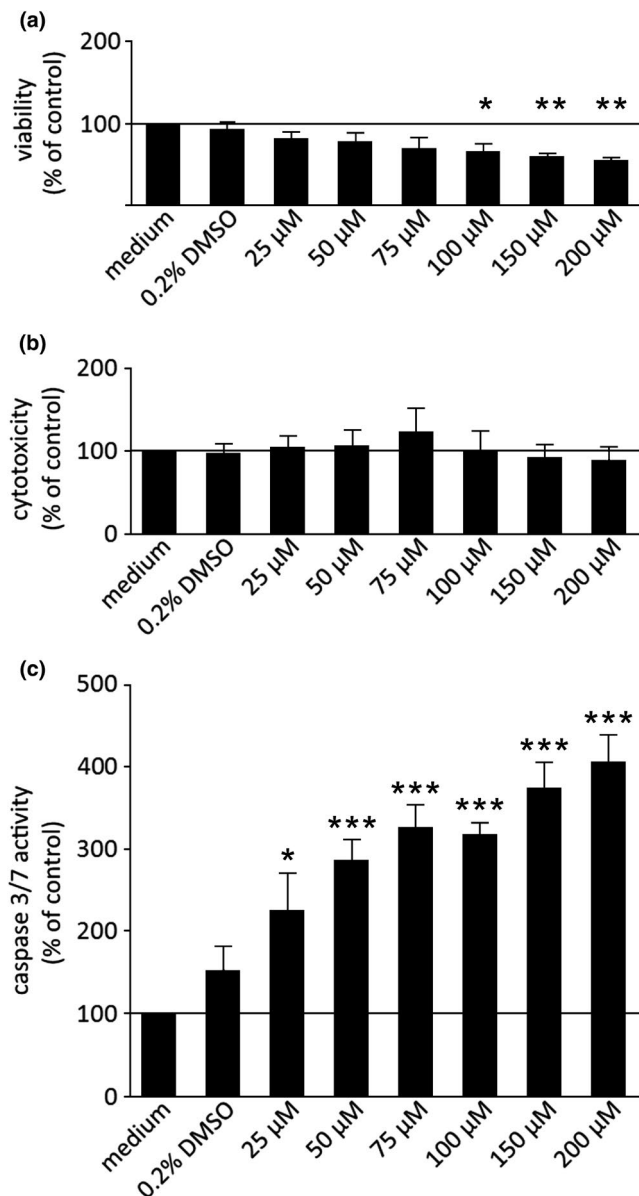 (a)
200
100
viability
(% of control)
* ** **
medium
0.2% DMSO
25 µM
50 µM
75 µM
100 µM
150 µM
200 µM
(b)
200
100
0
cytotoxicity
(% of control)
medium
0.2% DMSO
25 µM
50 µM
75 µM
100 µM
150 µM
200 µM
(c)
500
400
300
200
100
0
caspase 3/7 activity
(% of control)
* *** *** *** *** ***
medium
0.2% DMSO
25 µM
50 µM
75 µM
100 µM
150 µM
200 µM